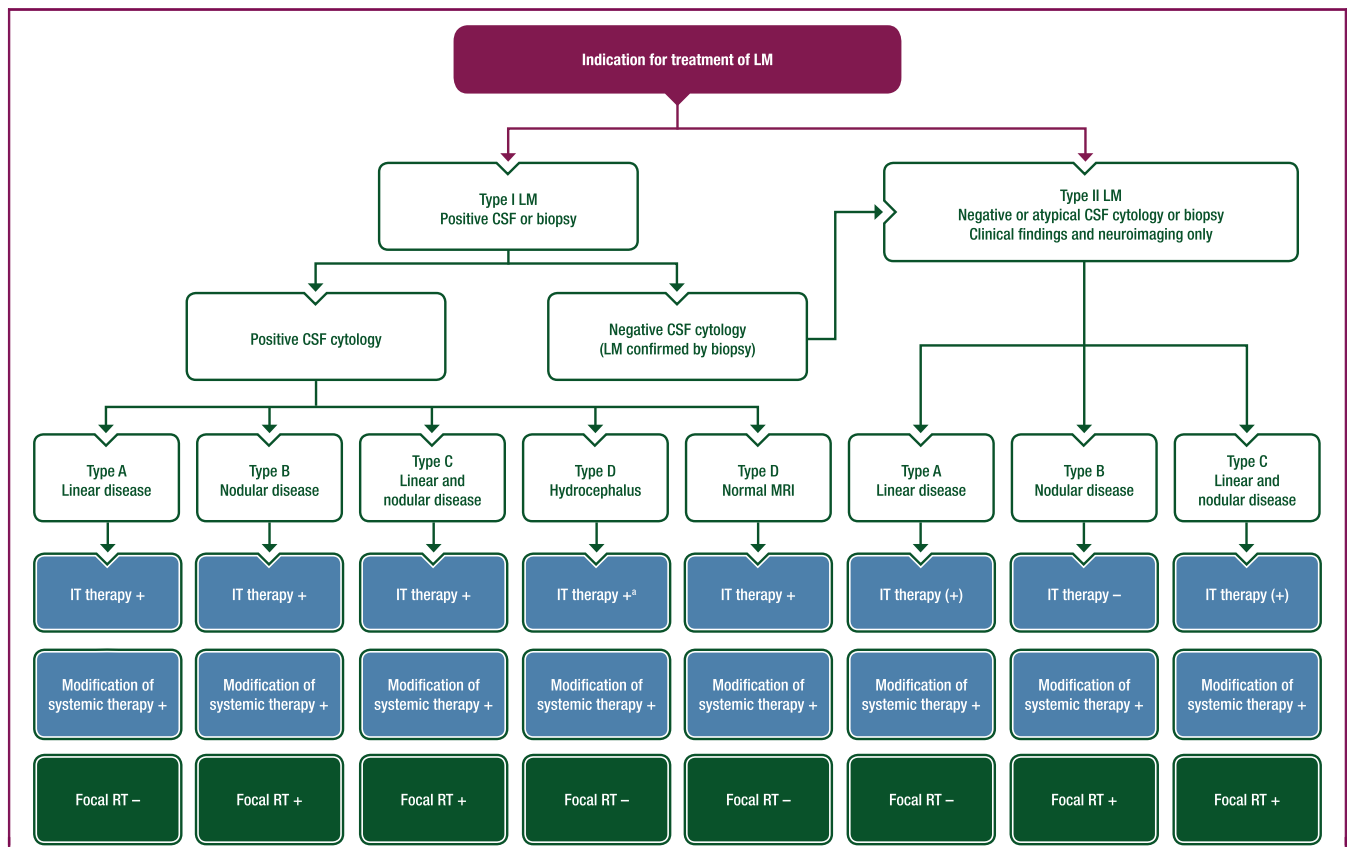 Indication for treatment of LM
Type I LM
Positive CSF or biopsy
Type II LM
Negative or atypical CSF cytology or biopsy
Clinical findings and neuroimaging only
Positive CSF cytology
Negative CSF cytology
(LM confirmed by biopsy)
Type A
Linear disease
Type B
Nodular disease
Type C
Linear and
nodular disease
Type D
Hydrocephalus
Type D
Normal MRI
Type A
Linear disease
Type B
Nodular disease
Type C
Linear and
nodular disease
IT therapy +
IT therapy +
IT therapy +
IT therapy +ª
IT therapy +
IT therapy (+)
IT therapy –
IT therapy (+)
Modification of
systemic therapy +
Modification of
systemic therapy +
Modification of
systemic therapy +
Modification of
systemic therapy +
Modification of
systemic therapy +
Modification of
systemic therapy +
Modification of
systemic therapy +
Modification of
systemic therapy +
Focal RT –
Focal RT +
Focal RT +
Focal RT –
Focal RT –
Focal RT –
Focal RT +
Focal RT +